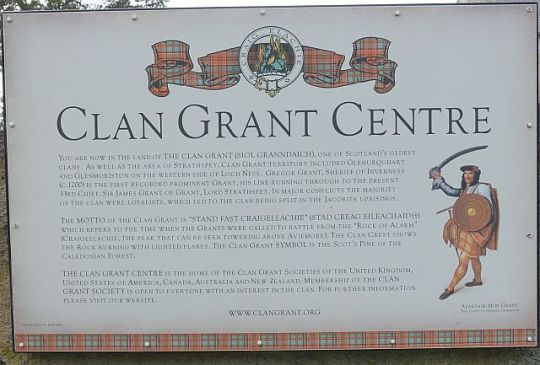 CRAIG ELACHIE
CLAN GRANT CENTRE
YOU ARE NOW IN THE LAND OF THE CLAN GRANT (SIOL GRANNDAICH), ONE OF SCOTLAND'S OLDEST
CLANS. AS WELL AS THE AREA OF STRATHSPEY, CLAN GRANT TERRITORY INCLUDED GLENURQUHART
AND GLENMORISTON ON THE WESTERN SIDE OF LOCH NESS. GREGOR GRANT, SHERIFF OF INVERNESS
(C.1200) IS THE FIRST RECORDED PROMINENT GRANT, HIS LINE RUNNING THROUGH TO THE PRESENT
33RD CHIEF, SIR JAMES GRANT OF GRANT, LORD STRATHSPEY. IN MAJOR CONFLICTS THE MAJORITY
OF THE CLAN WERE LOYALISTS, WHICH LED TO THE CLAN BEING SPLIT IN THE JACOBITE UPRISINGS.
THE MOTTO OF THE CLAN GRANT IS "STAND FAST CRAIGELLACHIE" (STAD CREAG EILEACHAIDH)
WHICH REFERS TO THE TIME WHEN THE GRANTS WERE CALLED TO BATTLE FROM THE "ROCK OF ALARM"
(CRAIGELLACHIE, THE PEAK THAT CAN BE SEEN TOWERING ABOVE AVIEMORE). THE CLAN CREST SHOWS
THE ROCK BURNING WITH LIGHTED FLARES. THE CLAN GRANT SYMBOL IS THE SCOT'S PINE OF THE
CALEDONIAN FOREST.
THE CLAN GRANT CENTRE IS THE HOME OF THE CLAN GRANT SOCIETIES OF THE UNITED KINGDOM,
UNITED STATES OF AMERICA, CANADA, AUSTRALIA AND NEW ZEALAND. MEMBERSHIP OF THE CLAN
GRANT SOCIETY IS OPEN TO EVERYONE WITH AN INTEREST IN THE CLAN. FOR FURTHER INFORMATION
PLEASE VISIT OUR WEBSITE.
WWW.CLANGRANT.ORG
ALASDAIR MOR GRANT
THE LAIRD OF GRANT'S CHAMPION